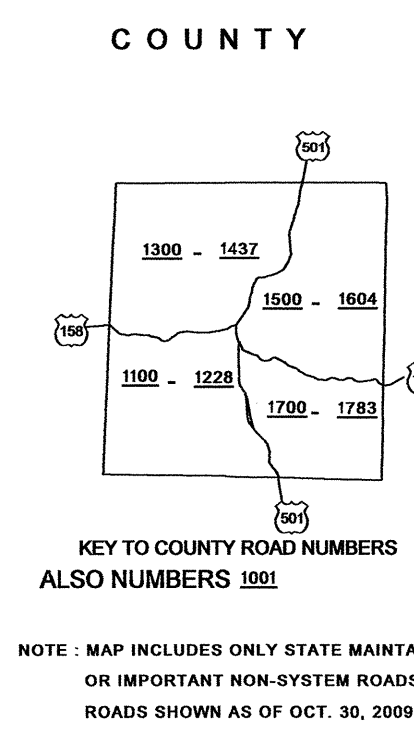 COUNTY
501
1300 - 1437
1500 - 1604
158
1100 - 1228
1700 - 1783
501
KEY TO COUNTY ROAD NUMBERS
ALSO NUMBERS 1001
NOTE : MAP INCLUDES ONLY STATE MAINTA
OR IMPORTANT NON-SYSTEM ROADS
ROADS SHOWN AS OF OCT. 30, 2009